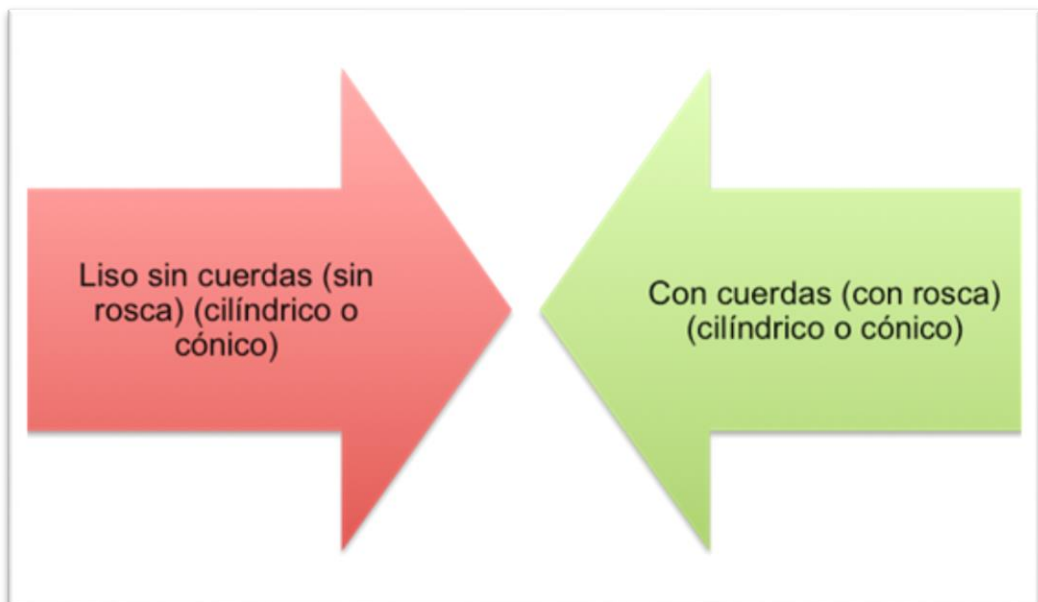 Liso sin cuerdas (sin
rosca) (cilíndrico o
cónico)
Con cuerdas (con rosca)
(cilíndrico o cónico)